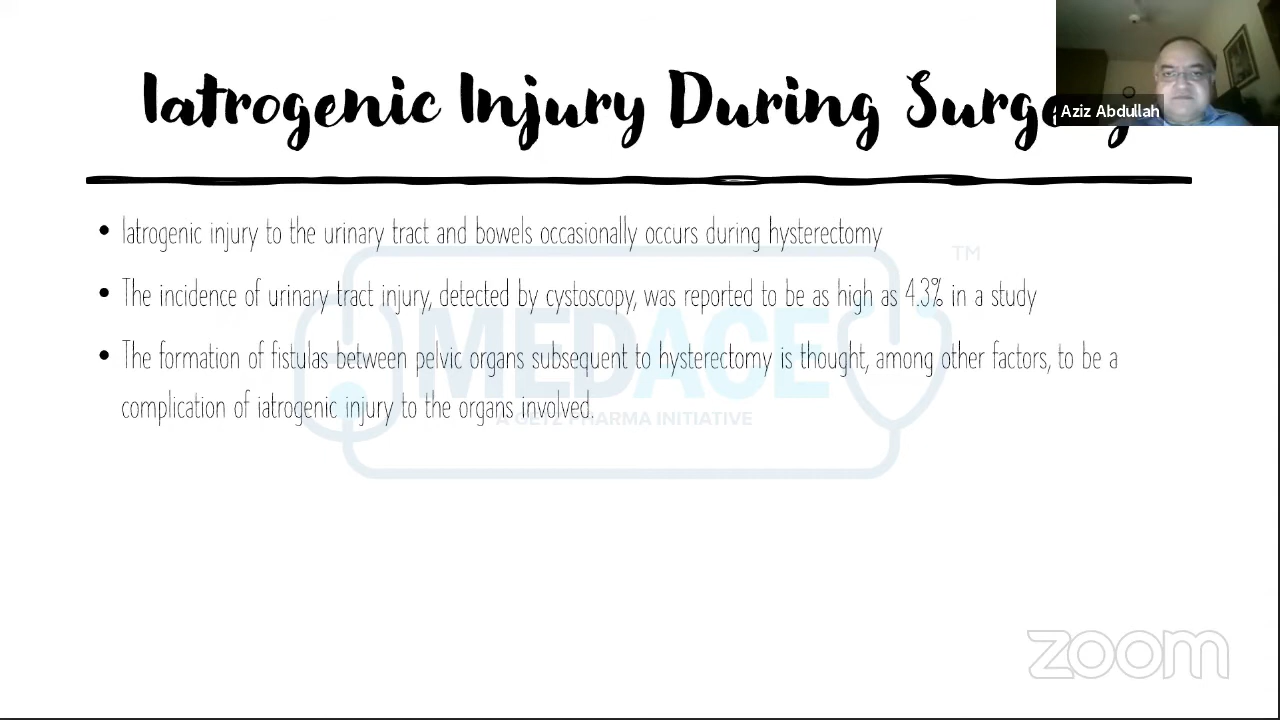 Iatrogenic Injury During Surgery
Aziz Abdullah
• Iatrogenic injury to the urinary tract and bowels occasionally occurs during hysterectomy
TM
• The incidence of urinary tract injury, detected by cystoscopy, was reported to be as high as 4.3% in a study
MEDACE
• The formation of fistulas between pelvic organs subsequent to hysterectomy is thought, among other factors, to be a
complication of iatrogenic injury to the organs involved.
A GETZ PHARMA INITIATIVE
zoom